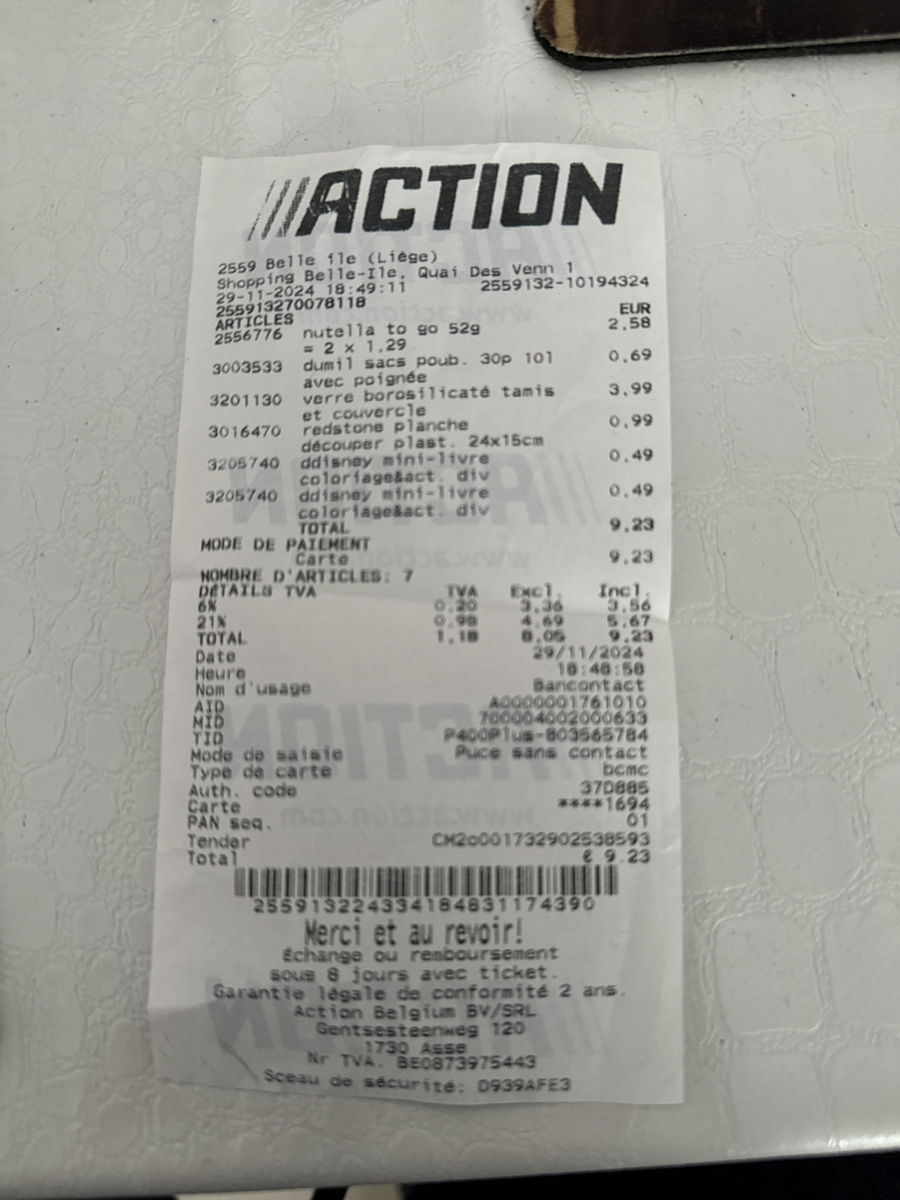 ACTION
2559 Belle île (Liège)
Shopping Belle-Ile, Quai Des Venn 1
29-11-2024 18:49:11 2559132-10194324
255913270078118
ARTICLES EUR
2556776 nutella to go 52g 2,58
= 2 x 1,29
3003533 dumil sacs poub. 30p 10l 0,69
avec poignée
3201130 verre borosilicaté tamis 3,99
et couvercle
3016470 redstone planche 0,99
découper plast. 24x15cm
3205740 ddisney mini-livre 0,49
coloriage&act. div
3205740 ddisney mini-livre 0,49
coloriage&act. div
TOTAL 9,23
MODE DE PAIEMENT
Carte 9,23
NOMBRE D'ARTICLES: 7
DÉTAILS TVA TVA Excl. Incl.
6% 0.20 3.36 3.56
21% 0.98 4.69 5.67
TOTAL 1.18 8.05 9.23
Date 29/11/2024
Heure 18:48:58
Nom d'usage Bancontact
AID A0000001761010
MID 700004002000633
TID P400Plus-803565784
Mode de saisie Puce sans contact
Type de carte bcmc
Auth. code 37D885
Carte ****1694
PAN seq. 01
Tender CM2o001732902538593
Total € 9.23
255913224334184831174390
Merci et au revoir!
Échange ou remboursement
sous 8 jours avec ticket.
Garantie légale de conformité 2 ans.
Action Belgium BV/SRL
Gentsesteenweg 120
1730 Asse
Nr TVA. BE0873975443
Sceau de sécurité: D939AFE3